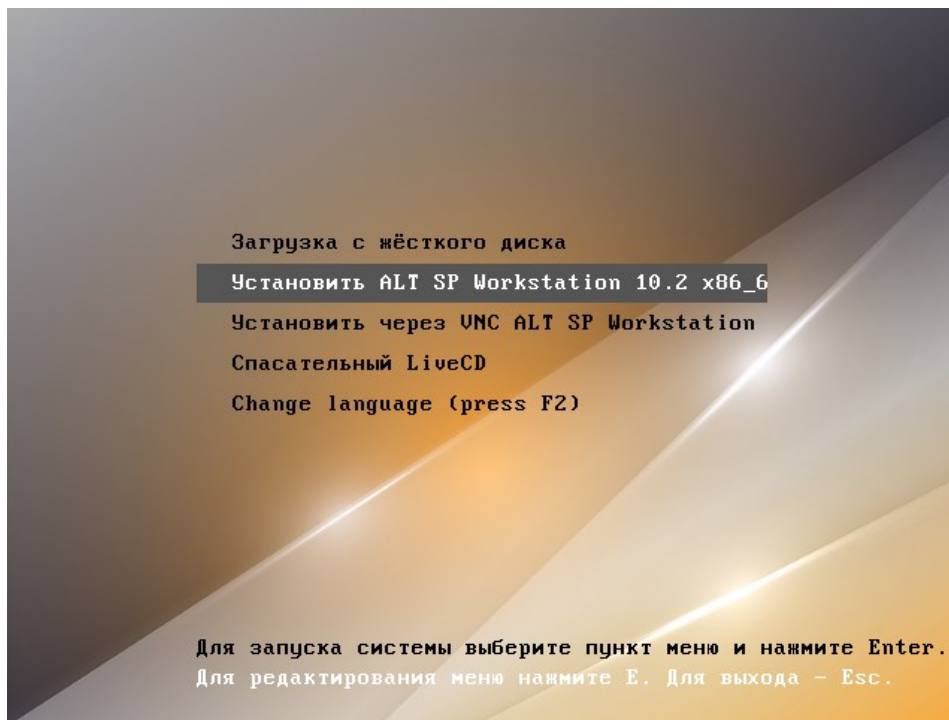 Загрузка с жёсткого диска
Установить ALT SP Workstation 10.2 x86_6
Установить через VNC ALT SP Workstation
Спасательный LiveCD
Change language (press F2)
Для запуска системы выберите пункт меню и нажмите Enter.
Для редактирования меню нажмите E. Для выхода - Esc.